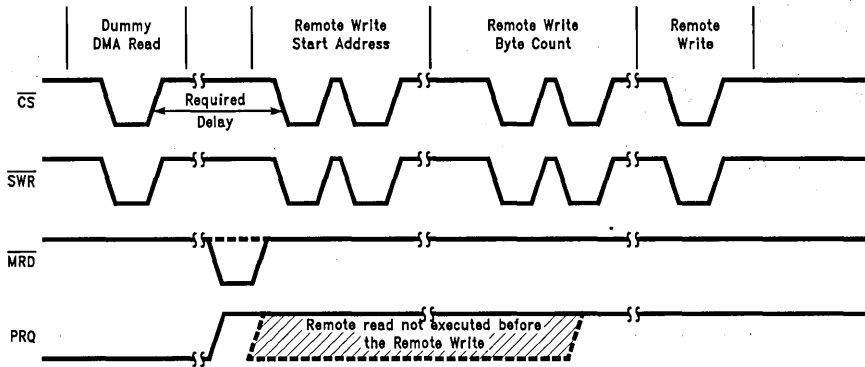 Dummy
DMA Read
Remote Write
Start Address
Remote Write
Byte Count
Remote
Write
CS
Required
Delay
SWR
MRD
PRQ
Remote read not executed before
the Remote Write